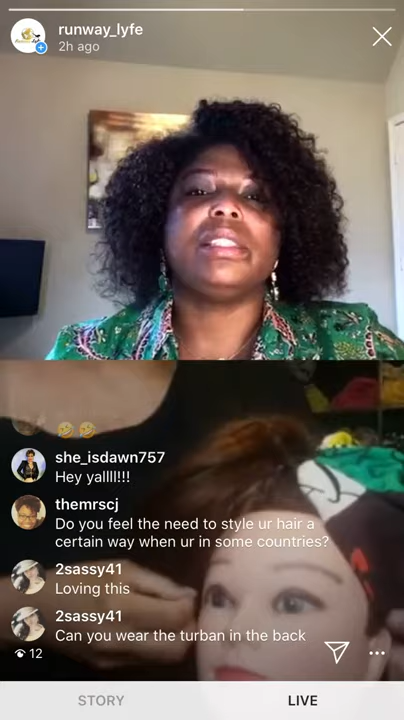 runway_lyfe
2h ago
she_isdawn757
Hey yallll!!!
themrscj
Do you feel the need to style ur hair a
certain way when ur in some countries?
2sassy41
Loving this
2sassy41
Can you wear the turban in the back
12
STORY
LIVE